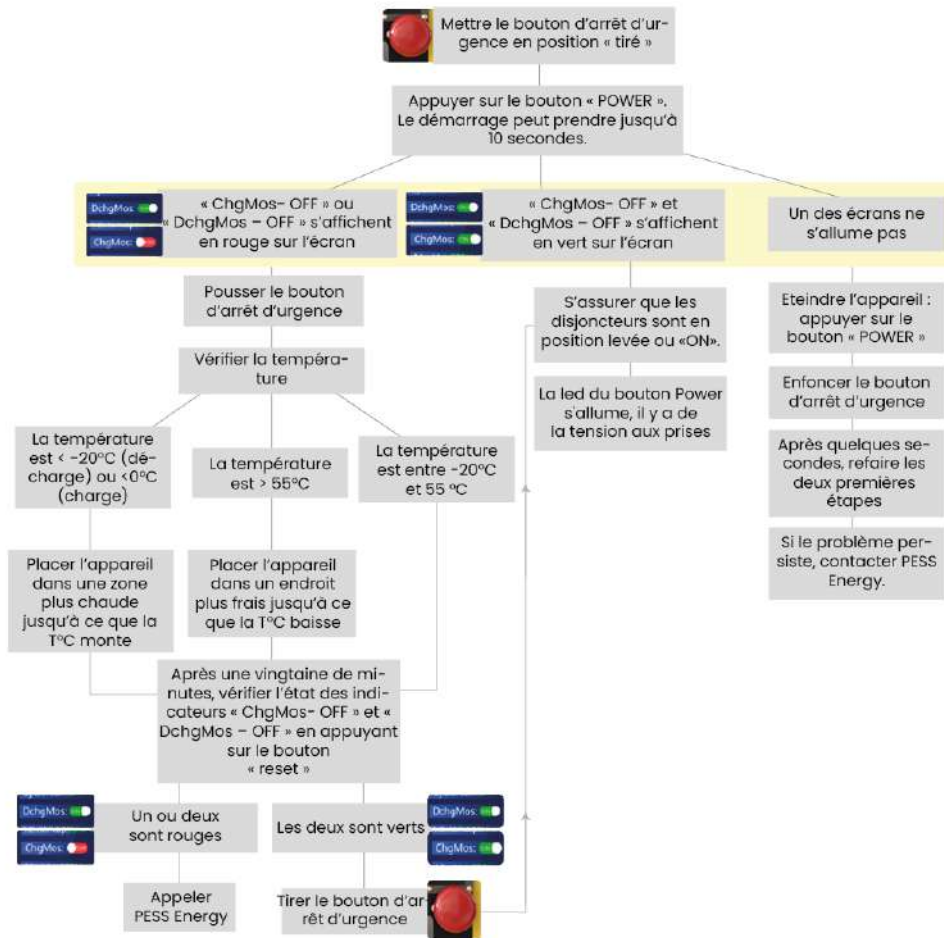 Mettre le bouton d'arrêt d'ur-
gence en position « tiré »
Appuyer sur le bouton « POWER ».
Le démarrage peut prendre jusqu'à
10 secondes.
DchgMos:
ChgMos:
« ChgMos- OFF » ou
« DchgMos – OFF » s'affichent
en rouge sur l'écran
DchgMos:
ChgMos:
« ChgMos- OFF » et
« DchgMos – OFF » s'affichent
en vert sur l'écran
Un des écrans ne
s'allume pas
Pousser le bouton
d'arrêt d'urgence
Vérifier la températu-
ture
La température
est < -20°C (dé-
charge) ou <0°C
(charge)
La température
est > 55°C
La température
est entre -20°C
et 55 °C
Placer l'appareil
dans une zone
plus chaude
jusqu'à ce que la
T°C monte
Placer l'appareil
dans un endroit
plus frais jusqu'à ce
que la T°C baisse
Après une vingtaine de mi-
nutes, vérifier l'état des indi-
cateurs « ChgMos- OFF » et «
DchgMos – OFF » en appuyant
sur le bouton
« reset »
DchgMos:
ChgMos:
Un ou deux
sont rouges
Appeler
PESS Energy
Les deux sont verts
DchgMos:
ChgMos:
Tirer le bouton d'ar-
rêt d'urgence
S'assurer que les
disjoncteurs sont en
position levée ou «ON».
La led du bouton Power
s'allume, il y a de
la tension aux prises
Eteindre l'appareil :
appuyer sur le
bouton « POWER »
Enfoncer le bouton
d'arrêt d'urgence
Après quelques se-
condes, refaire les
deux premières
étapes
Si le problème per-
siste, contacter PESS
Energy.